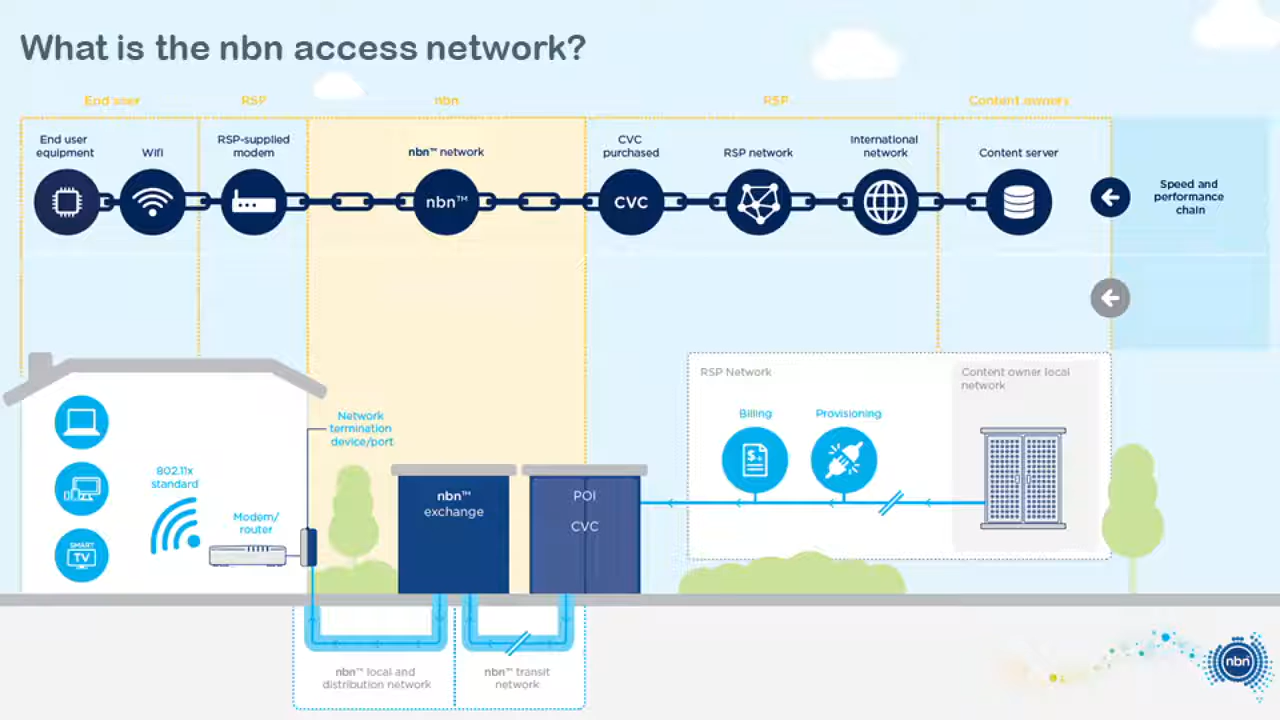 What is the nbn access network?
End user
RSP
nbn
RSP
Content owners
End user
equipment
Wifi
RSP-supplied
modem
nbn™ network
CVC
purchased
RSP network
International
network
Content server
nbn™
CVC
Speed and
performance
chain
RSP Network
Content owner local
network
Billing
Provisioning
$
Network
termination
device/port
802.11x
standard
Modem/
router
SMART
TV
nbn™
exchange
POI
CVC
nbn™ local and
distribution network
nbn™ transit
network
nbn